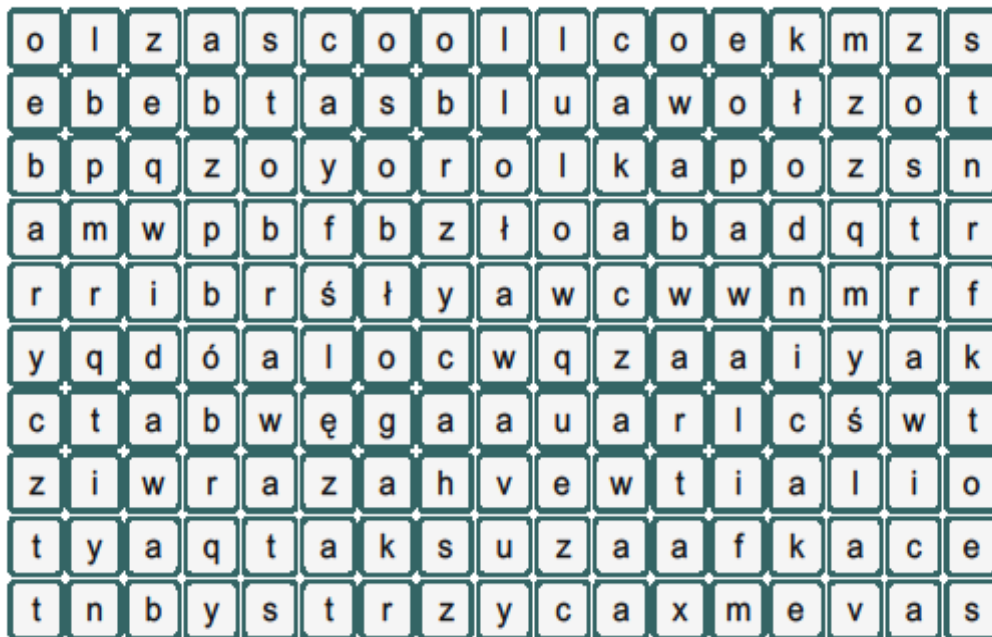 o l z a s c o o l l c o e k m z s
e b e b t a s b l u a w o ł z o t
b p q z o y o r o l k a p o z s n
a m w p b f b z ł o a b a d q t r
r r i b r ś ł y a w c w w n m r f
y q d ó a l o c w q z a a i y a k
c t a b w ę g a a u a r l c ś w t
z i w r a z a h v e w t i a l i o
t y a q t a k s u z a a f k a c e
t n b y s t r z y c a x m e v a s